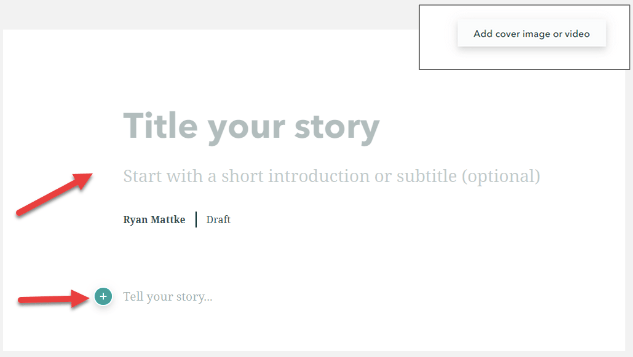 Add cover image or video
Title your story
Start with a short introduction or subtitle (optional)
Ryan Mattke | Draft
+ Tell your story...